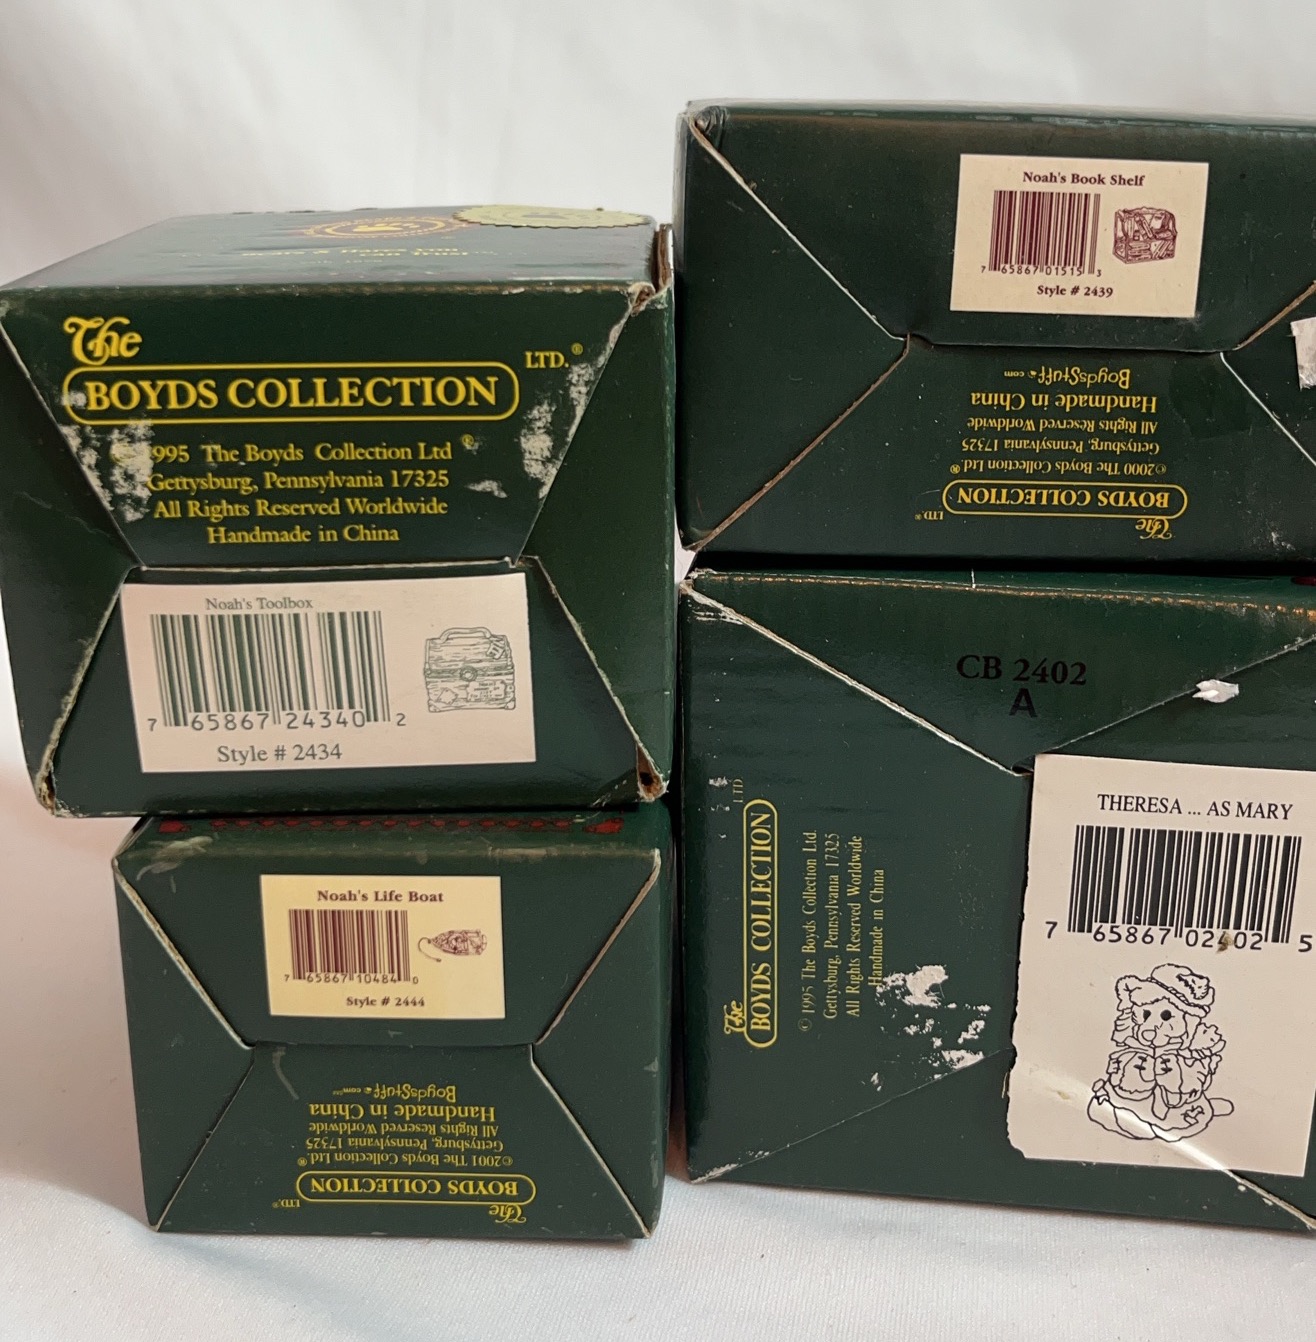 The
BOYDS COLLECTION LTD.®
1995 The Boyds Collection Ltd ®
Gettysburg, Pennsylvania 17325
All Rights Reserved Worldwide
Handmade in China
Noah's Toolbox
7 65867 24340 2
Style # 2434
Noah's Life Boat
7 65867 10484 0
Style # 2444
The
BOYDS COLLECTION LTD.®
©2001 The Boyds Collection Ltd.®
Gettysburg, Pennsylvania 17325
All Rights Reserved Worldwide
Handmade in China
BoydsStuff.com
Noah's Book Shelf
7 65867 01515 3
Style # 2439
The
BOYDS COLLECTION LTD.®
©2000 The Boyds Collection Ltd.®
Gettysburg, Pennsylvania 17325
All Rights Reserved Worldwide
Handmade in China
BoydsStuff.com
CB 2402
A
The
BOYDS COLLECTION LTD
© 1995 The Boyds Collection Ltd.
Gettysburg, Pennsylvania 17325
All Rights Reserved Worldwide
Handmade in China
THERESA ... AS MARY
7 65867 02402 5